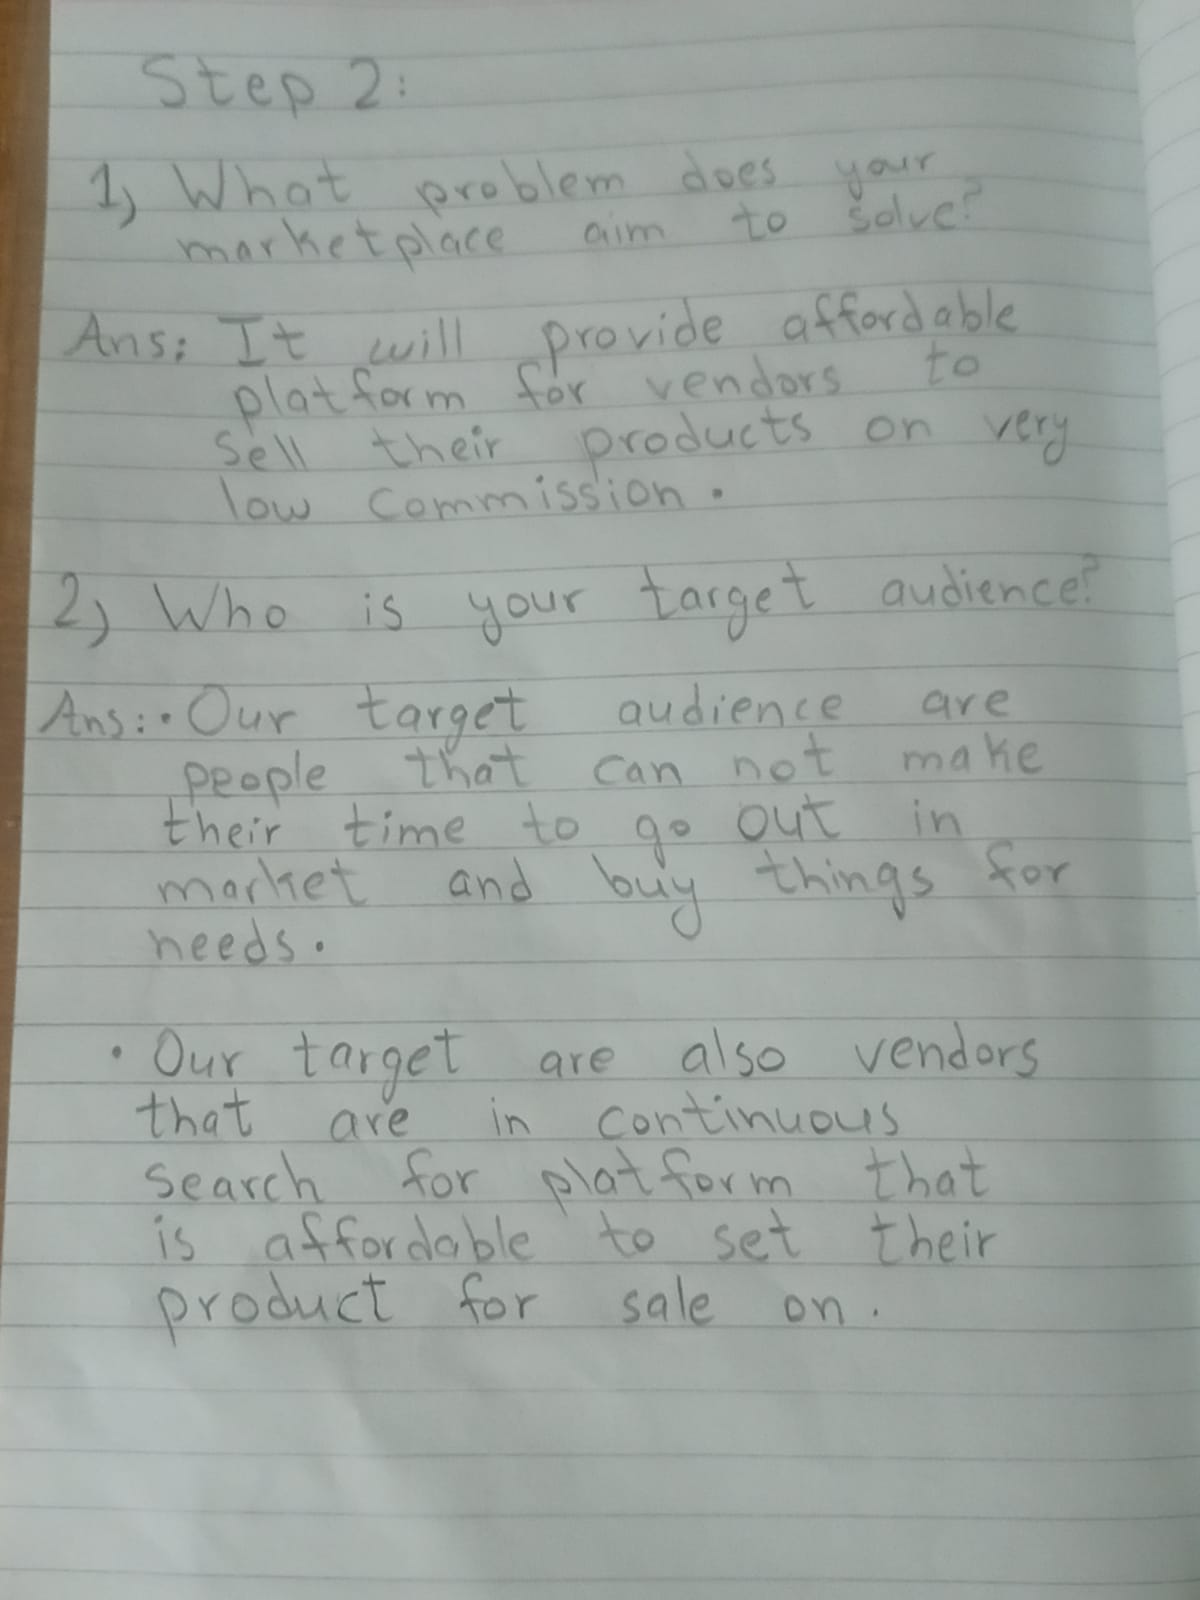 Step 2:
1) What problem does your
marketplace aim to solve?
Ans: It will provide affordable
platform for vendors to
sell their products on very
low commission.
2) Who is your target audience?
Ans: • Our target audience are
people that can not make
their time to go out in
market and buy things for
needs.
• Our target are also vendors
that are in continuous
search for platform that
is affordable to set their
product for sale on.